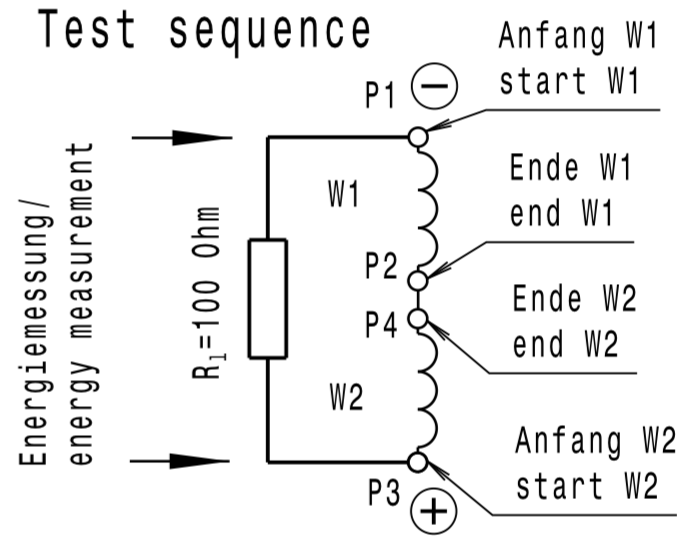 Test sequence
Anfang W1
start W1
P1 −
W1
Ende W1
end W1
P2
Energiemessung/
energy measurement
R₁=100 Ohm
P4
Ende W2
end W2
W2
Anfang W2
start W2
P3 +